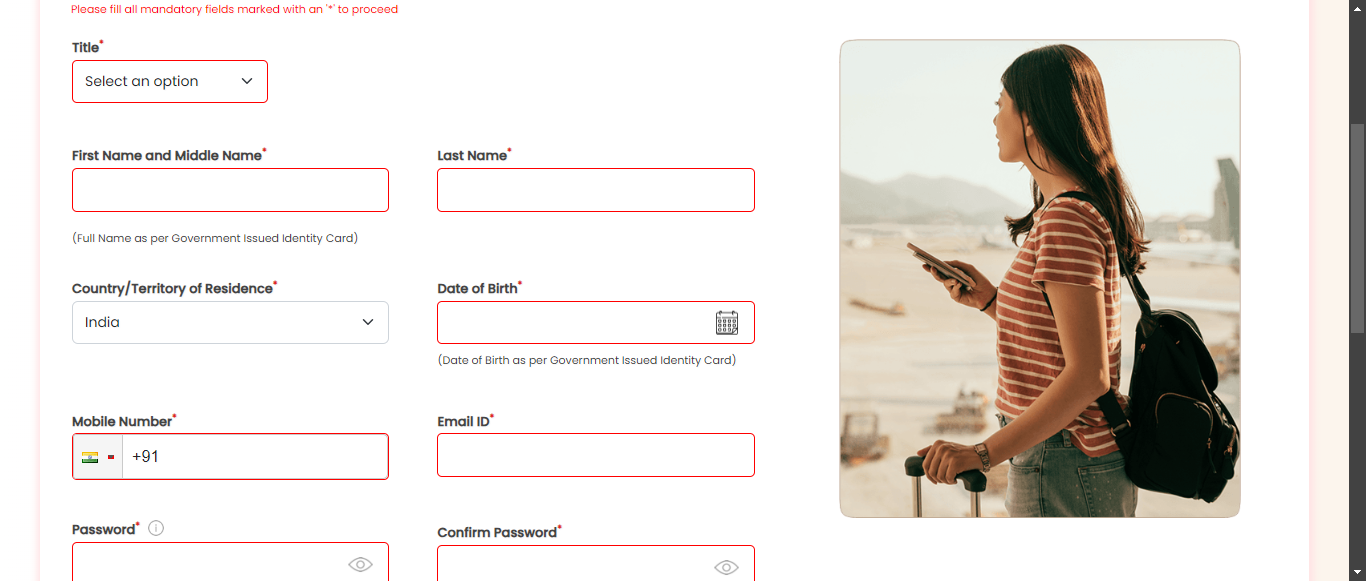 Please fill all mandatory fields marked with an '*' to proceed
Title*
Select an option
First Name and Middle Name*
Last Name*
(Full Name as per Government Issued Identity Card)
Country/Territory of Residence*
Date of Birth*
India
(Date of Birth as per Government Issued Identity Card)
Mobile Number*
Email ID*
+91
Password*
Confirm Password*